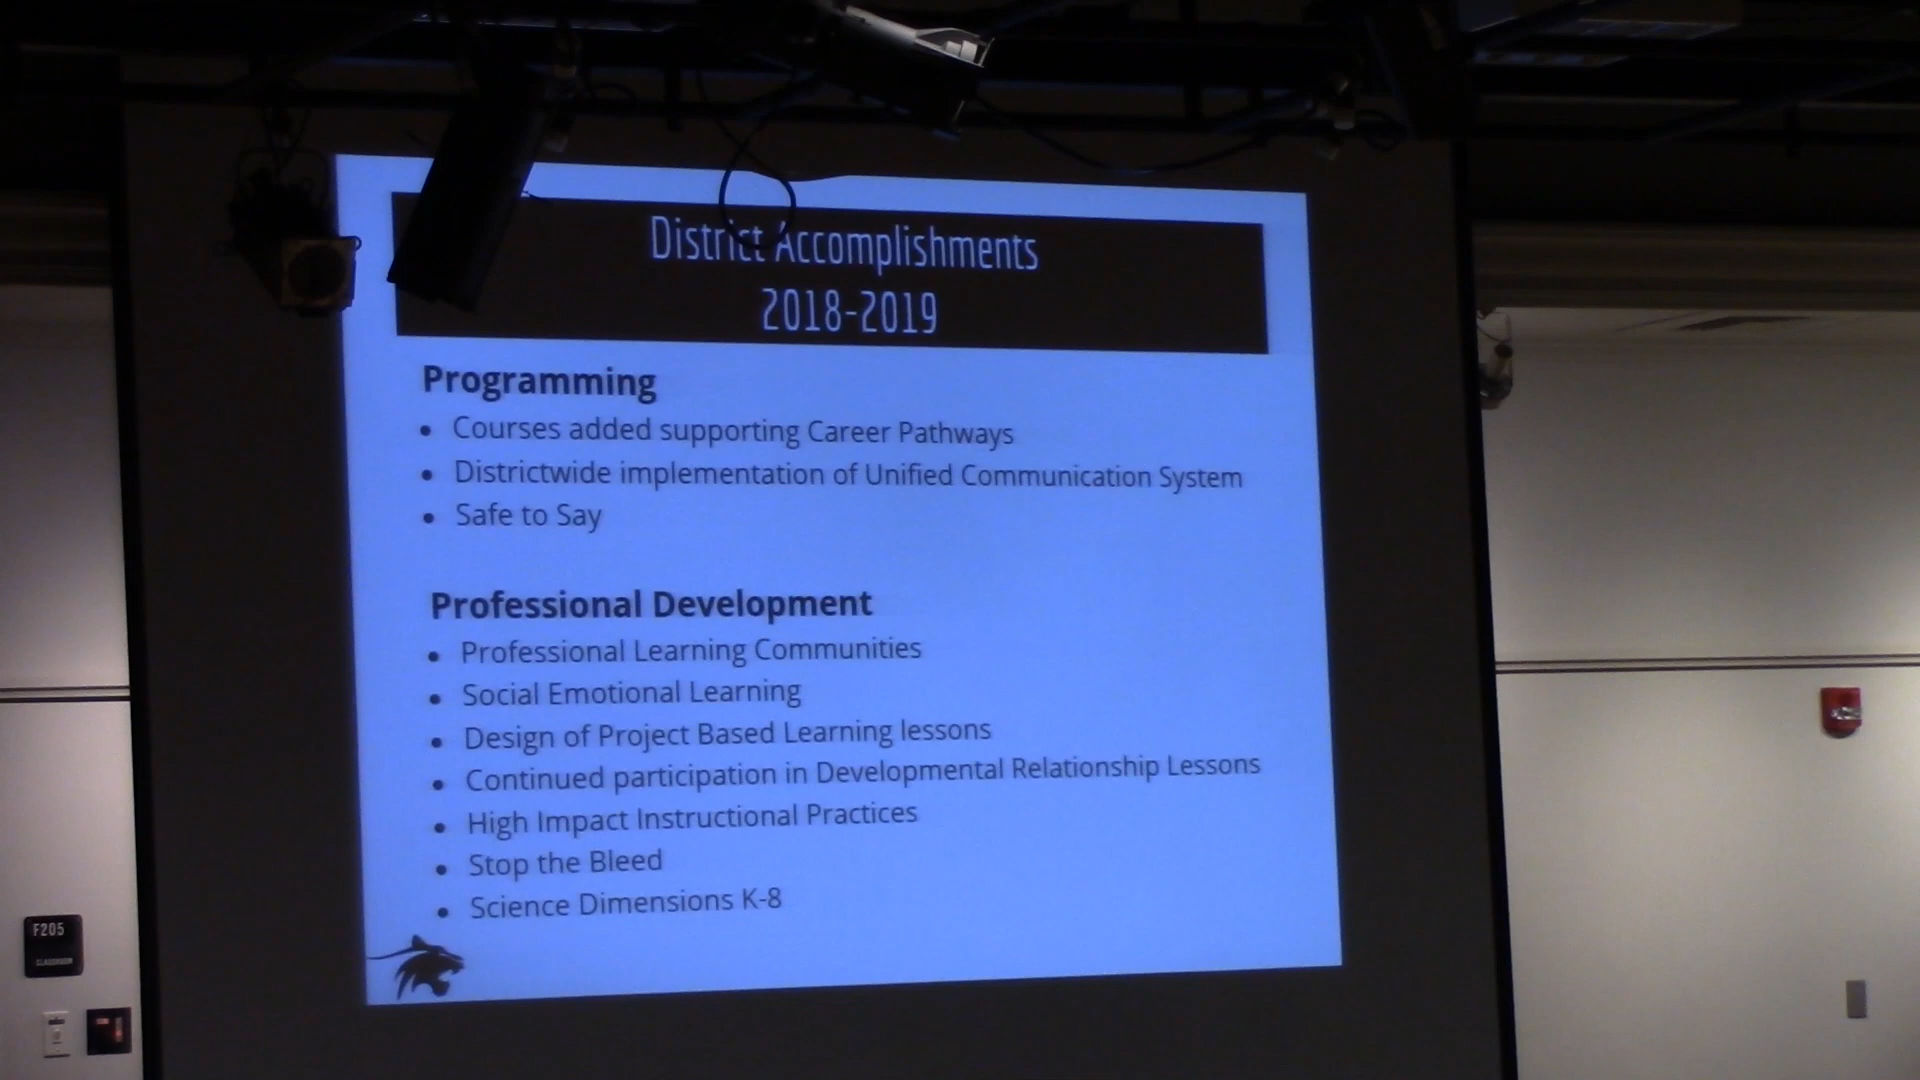 District Accomplishments
2018-2019
Programming
• Courses added supporting Career Pathways
• Districtwide implementation of Unified Communication System
• Safe to Say
Professional Development
• Professional Learning Communities
• Social Emotional Learning
• Design of Project Based Learning lessons
• Continued participation in Developmental Relationship Lessons
• High Impact Instructional Practices
• Stop the Bleed
• Science Dimensions K-8
F205
CLASSROOM